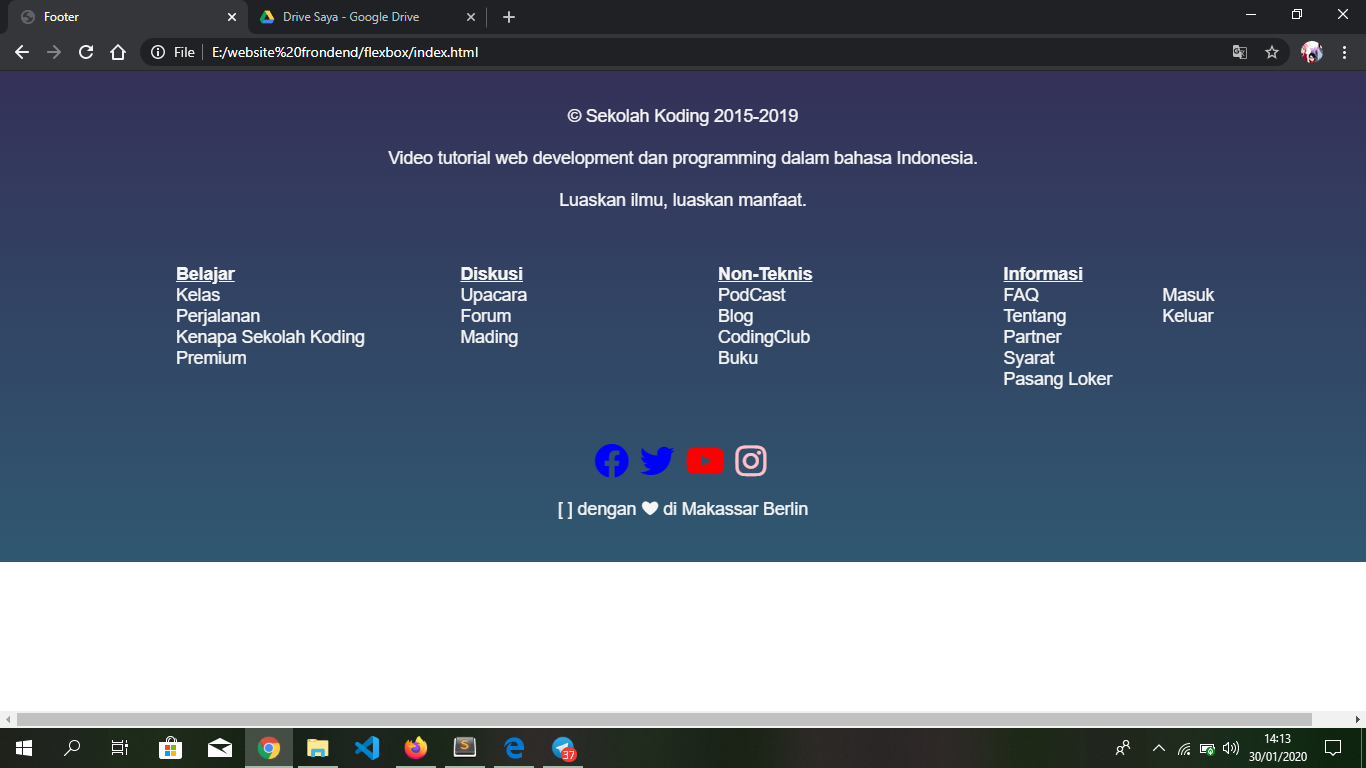 Footer
Drive Saya - Google Drive
File
E:/website%20frondend/flexbox/index.html
© Sekolah Koding 2015-2019
Video tutorial web development dan programming dalam bahasa Indonesia.
Luaskan ilmu, luaskan manfaat.
Belajar
Kelas
Perjalanan
Kenapa Sekolah Koding
Premium
Diskusi
Upacara
Forum
Mading
Non-Teknis
PodCast
Blog
CodingClub
Buku
Informasi
FAQ
Tentang
Partner
Syarat
Pasang Loker
Masuk
Keluar
[ ] dengan ♥ di Makassar Berlin
37
14:13
30/01/2020